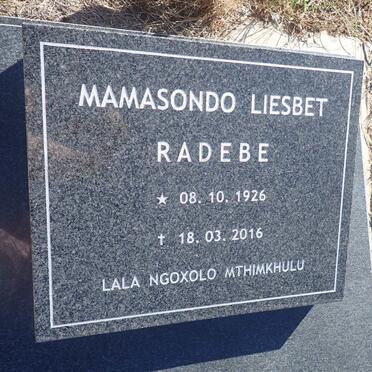 MAMASONDO LIESBET
RADEBE
★ 08. 10. 1926
† 18. 03. 2016
LALA NGOXOLO MTHIMKHULU